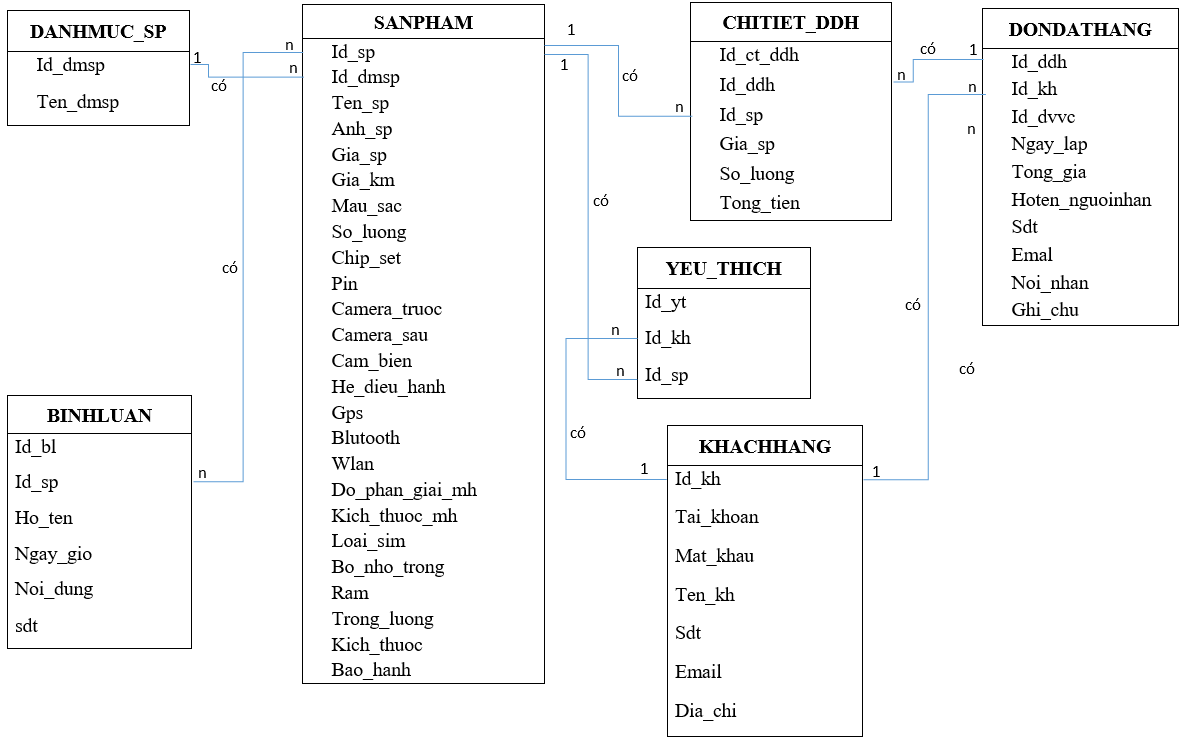 DANHMUC_SP
Id_dmsp
Ten_dmsp
1
có
n
n
có
SANPHAM
Id_sp
Id_dmsp
Ten_sp
Anh_sp
Gia_sp
Gia_km
Mau_sac
So_luong
Chip_set
Pin
Camera_truoc
Camera_sau
Cam_bien
He_dieu_hanh
Gps
Blutooth
Wlan
Do_phan_giai_mh
Kich_thuoc_mh
Loai_sim
Bo_nho_trong
Ram
Trong_luong
Kich_thuoc
Bao_hanh
BINHLUAN
Id_bl
Id_sp
Ho_ten
Ngay_gio
Noi_dung
sdt
n
1
1
có
n
có
CHITIET_DDH
Id_ct_ddh
Id_ddh
Id_sp
Gia_sp
So_luong
Tong_tien
n
có
1
n
n
DONDATHANG
Id_ddh
Id_kh
Id_dvvc
Ngay_lap
Tong_gia
Hoten_nguoinhan
Sdt
Emal
Noi_nhan
Ghi_chu
YEU_THICH
Id_yt
Id_kh
Id_sp
n
n
có
1
có
có
1
KHACHHANG
Id_kh
Tai_khoan
Mat_khau
Ten_kh
Sdt
Email
Dia_chi